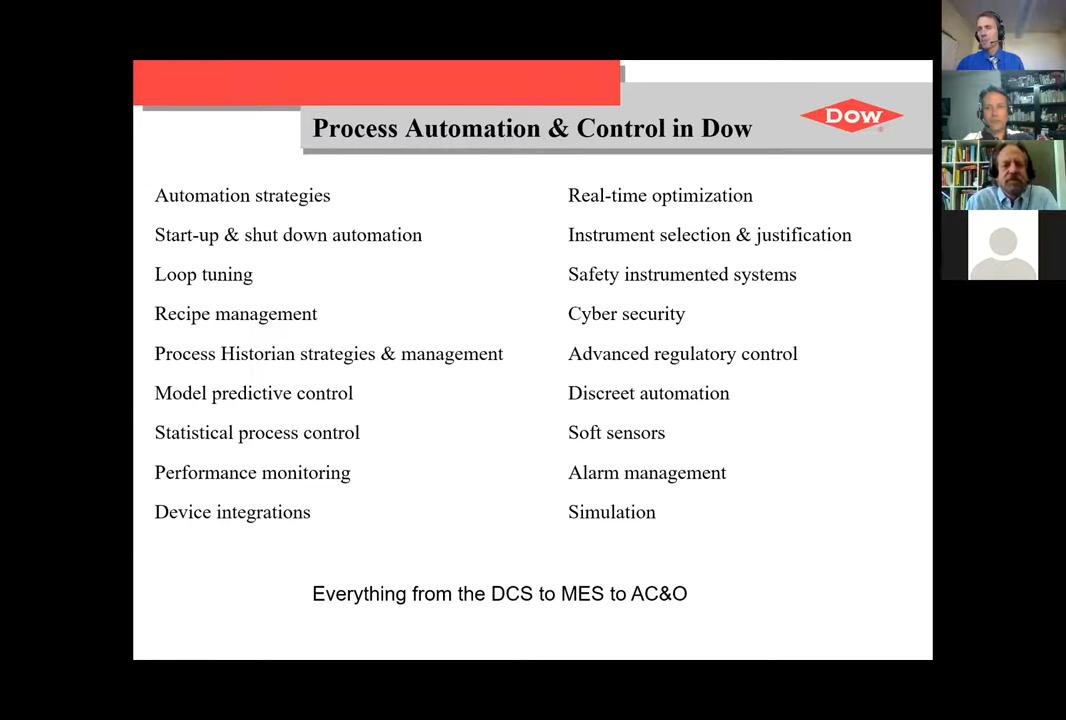 Process Automation & Control in Dow
Dow
Automation strategies
Start-up & shut down automation
Loop tuning
Recipe management
Process Historian strategies & management
Model predictive control
Statistical process control
Performance monitoring
Device integrations
Real-time optimization
Instrument selection & justification
Safety instrumented systems
Cyber security
Advanced regulatory control
Discreet automation
Soft sensors
Alarm management
Simulation
Everything from the DCS to MES to AC&O